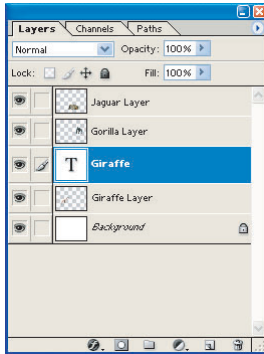 Layers Channels Paths
Normal Opacity: 100%
Lock: Fill: 100%
Jaguar Layer
Gorilla Layer
T Giraffe
Giraffe Layer
Background